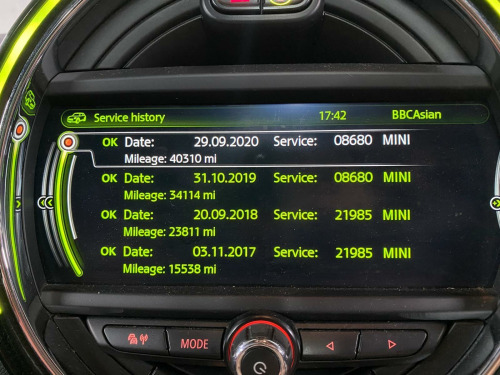 Service history 17:42 BBCAsian
OK Date: 29.09.2020 Service: 08680 MINI
Mileage: 40310 mi
OK Date: 31.10.2019 Service: 08680 MINI
Mileage: 34114 mi
OK Date: 20.09.2018 Service: 21985 MINI
Mileage: 23811 mi
OK Date: 03.11.2017 Service: 21985 MINI
Mileage: 15538 mi
MODE